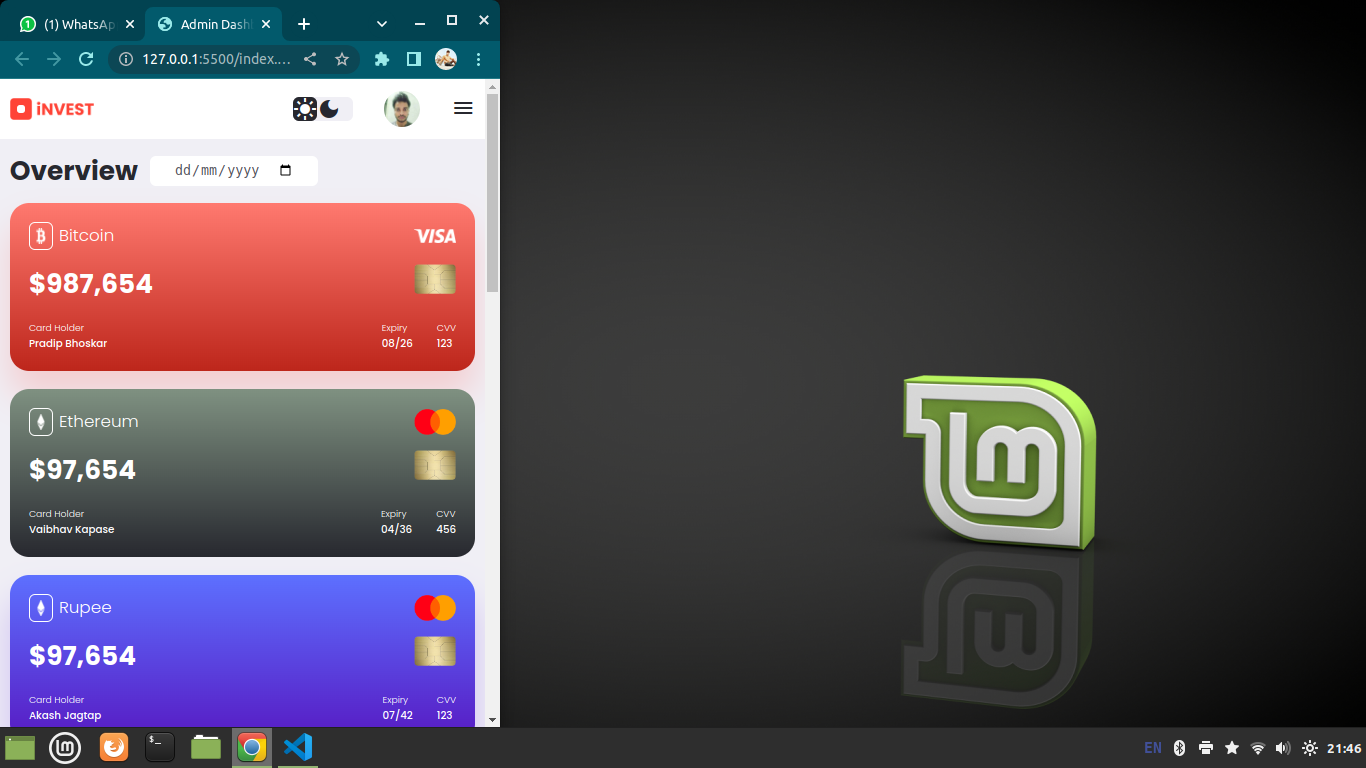 (1) WhatsAp
Admin Dash
127.0.0.1:5500/index....
iNVEST
Overview
dd/mm/yyyy
Bitcoin
VISA
$987,654
Card Holder Expiry CVV
Pradip Bhoskar 08/26 123
Ethereum
$97,654
Card Holder Expiry CVV
Vaibhav Kapase 04/36 456
Rupee
$97,654
Card Holder Expiry CVV
Akash Jagtap 07/42 123
lm
$_
EN
21:46